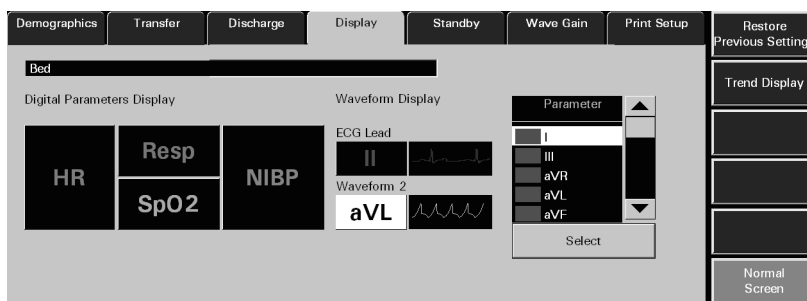 Demographics
Transfer
Discharge
Display
Standby
Wave Gain
Print Setup
Restore
Previous Setting
Bed
Trend Display
Digital Parameters Display
Waveform Display
Parameter
ECG Lead
HR
Resp
SpO2
NIBP
II
Waveform 2
aVL
I
III
aVR
aVL
aVF
Select
Normal
Screen